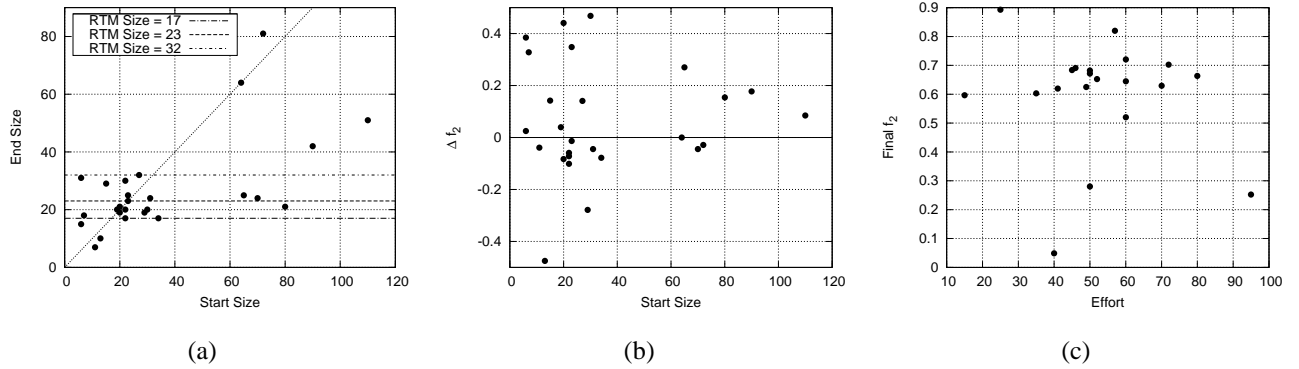 RTM Size = 17
RTM Size = 23
RTM Size = 32
End Size
80
60
40
20
0
0 20 40 60 80 100 120
Start Size
(a)
Δ f2
0.4
0.2
0
-0.2
-0.4
0 20 40 60 80 100 120
Start Size
(b)
Final f2
0.9
0.8
0.7
0.6
0.5
0.4
0.3
0.2
0.1
0
10 20 30 40 50 60 70 80 90 100
Effort
(c)